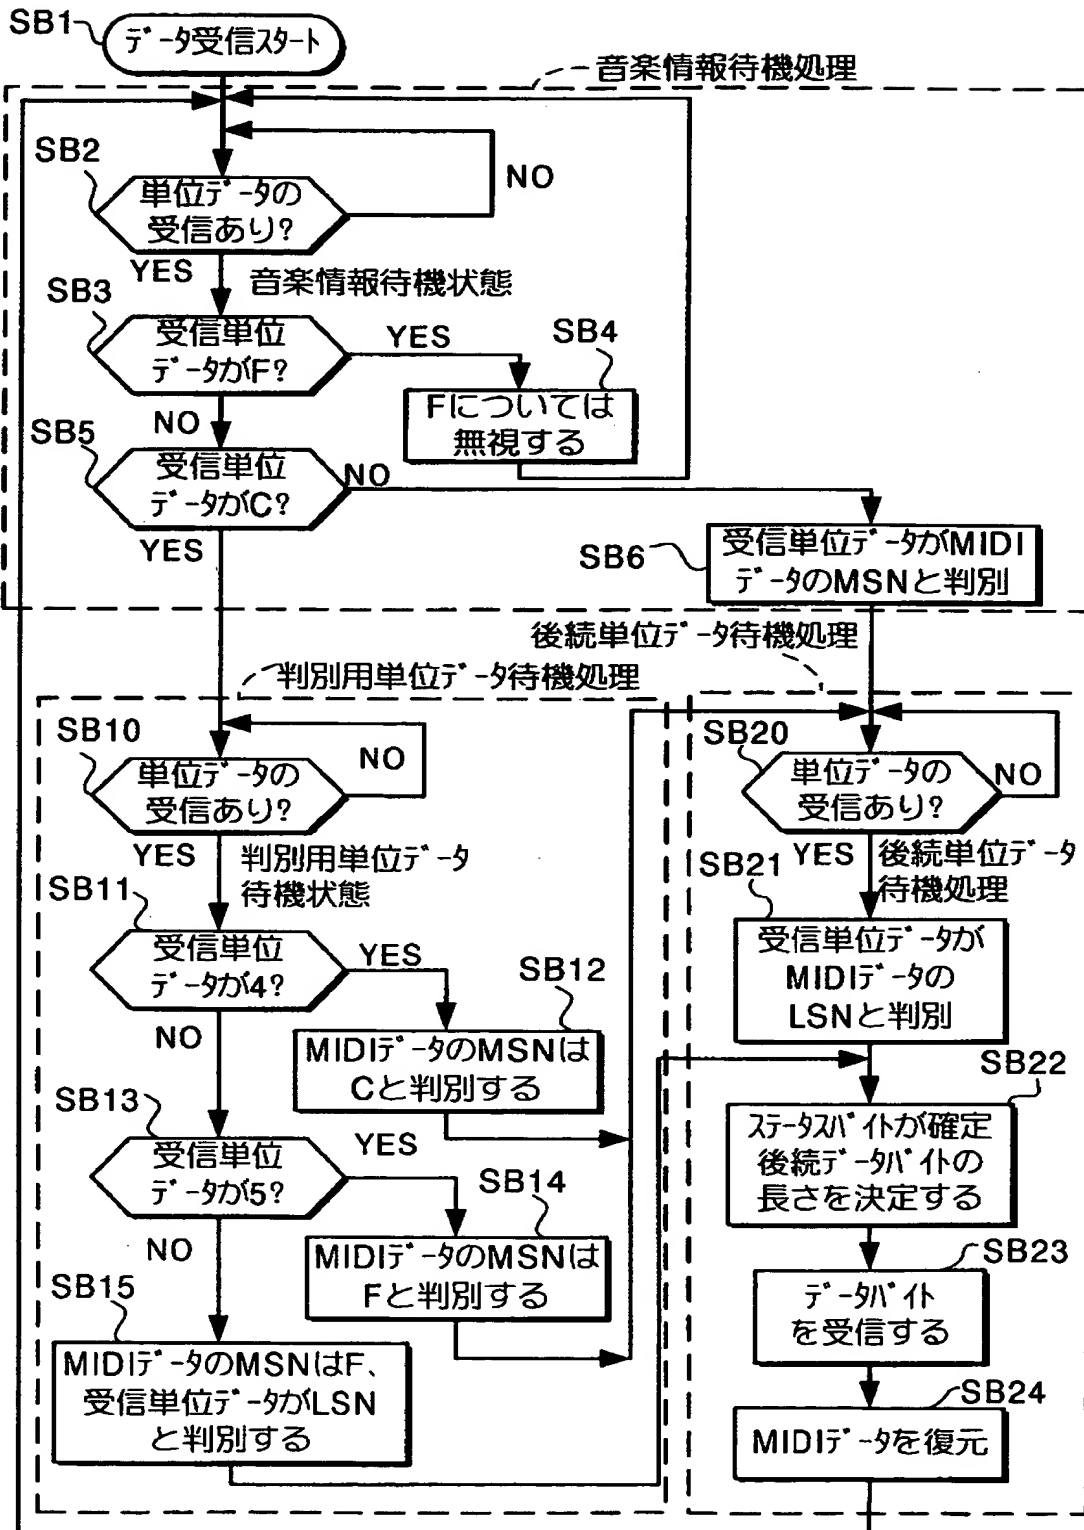 SB1
データ受信スタート
音楽情報待機処理
SB2
単位データの
受信あり?
NO
YES
音楽情報待機状態
SB3
受信単位
データがF?
YES
SB4
Fについては
無視する
NO
SB5
受信単位
データがC?
NO
YES
SB6
受信単位データがMIDI
データのMSNと判別
後続単位データ待機処理
判別用単位データ待機処理
SB10
単位データの
受信あり?
NO
YES
判別用単位データ
待機状態
SB11
受信単位
データが4?
YES
SB12
MIDIデータのMSNは
Cと判別する
NO
SB13
受信単位
データが5?
YES
SB14
MIDIデータのMSNは
Fと判別する
NO
SB15
MIDIデータのMSNはF、
受信単位データがLSN
と判別する
SB20
単位データの
受信あり?
NO
YES
後続単位データ
待機処理
SB21
受信単位データが
MIDIデータの
LSNと判別
SB22
ステータスバイトが確定
後続データバイトの
長さを決定する
SB23
データバイト
を受信する
SB24
MIDIデータを復元